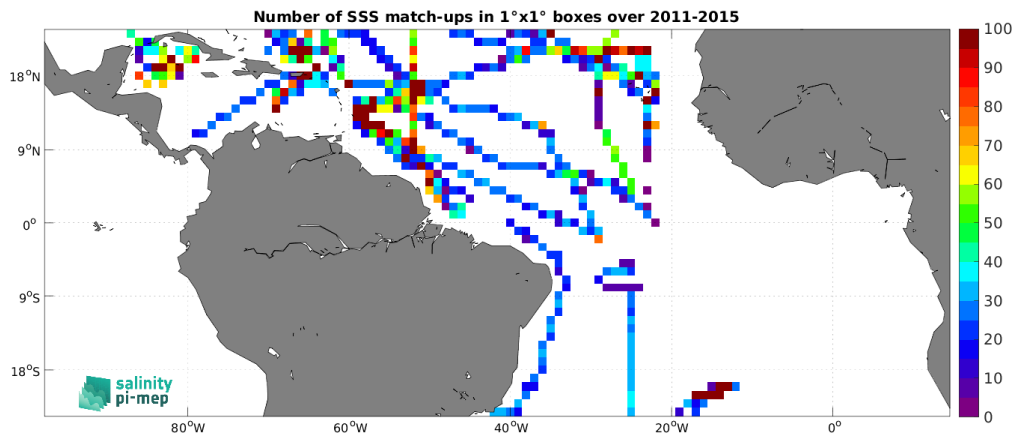 Number of SSS match-ups in 1°x1° boxes over 2011-2015
100
90
80
70
60
50
40
30
20
10
0
18°N
9°N
0°
9°S
18°S
80°W
60°W
40°W
20°W
0°
salinity
pi-mep